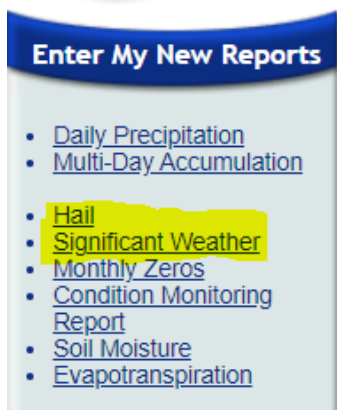 Enter My New Reports
Daily Precipitation
Multi-Day Accumulation
Hail
Significant Weather
Monthly Zeros
Condition Monitoring
Report
Soil Moisture
Evapotranspiration